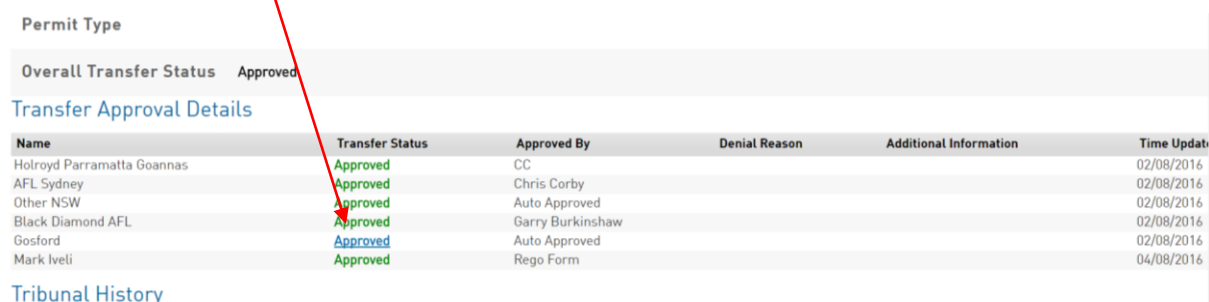 Permit Type
Overall Transfer Status Approved
Transfer Approval Details
Name Transfer Status Approved By Denial Reason Additional Information Time Updat
Holroyd Parramatta Goannas Approved CC 02/08/2016
AFL Sydney Approved Chris Corby 02/08/2016
Other NSW Approved Auto Approved 02/08/2016
Black Diamond AFL Approved Garry Burkinshaw 02/08/2016
Gosford Approved Auto Approved 02/08/2016
Mark Iveli Approved Rego Form 04/08/2016
Tribunal History